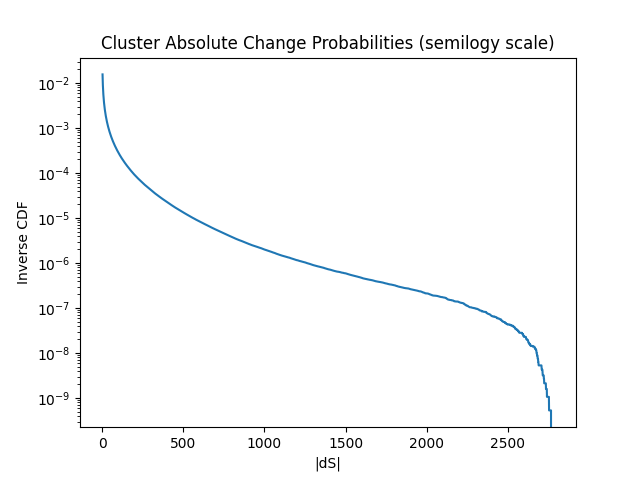 Cluster Absolute Change Probabilities (semilogy scale)
Inverse CDF
10⁻²
10⁻³
10⁻⁴
10⁻⁵
10⁻⁶
10⁻⁷
10⁻⁸
10⁻⁹
0 500 1000 1500 2000 2500
|dS|